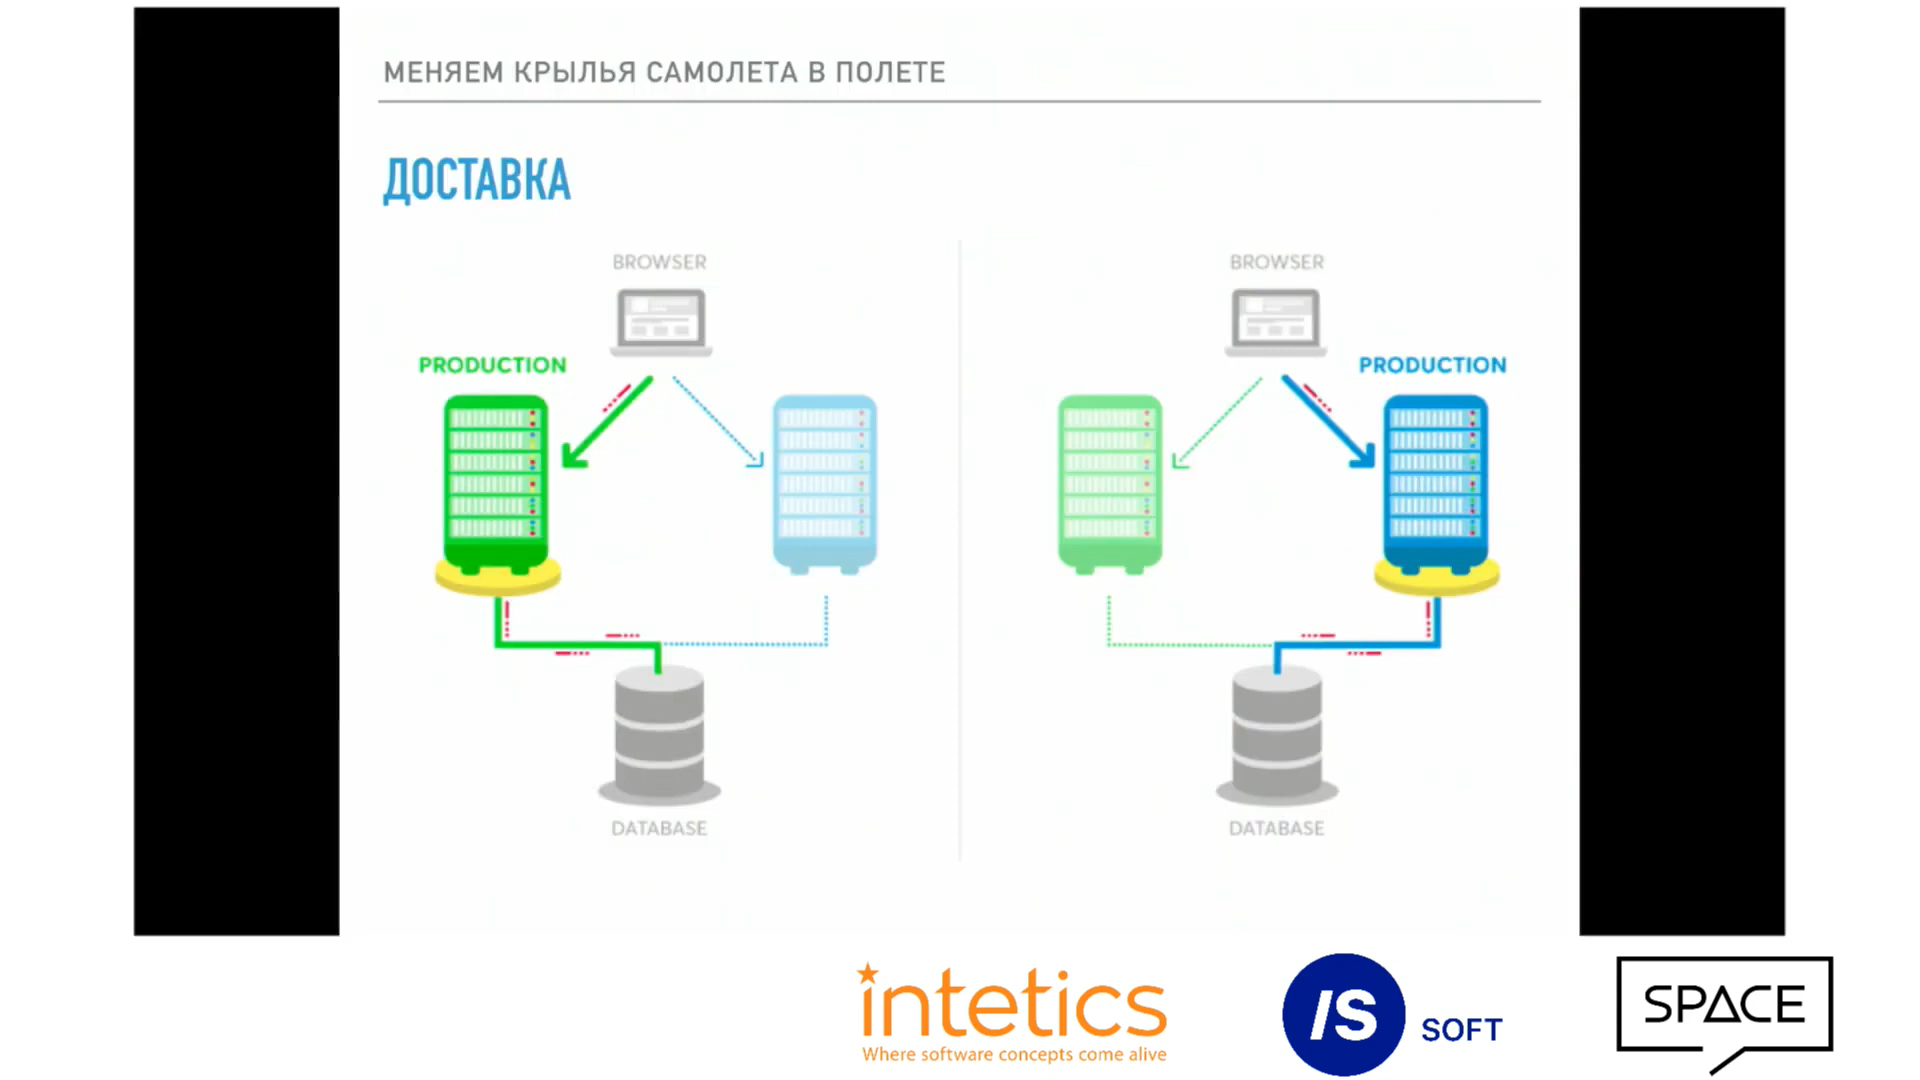 МЕНЯЕМ КРЫЛЬЯ САМОЛЕТА В ПОЛЕТЕ
ДОСТАВКА
BROWSER
PRODUCTION
DATABASE
BROWSER
PRODUCTION
DATABASE
intetics
Where software concepts come alive
/S SOFT
SPACE